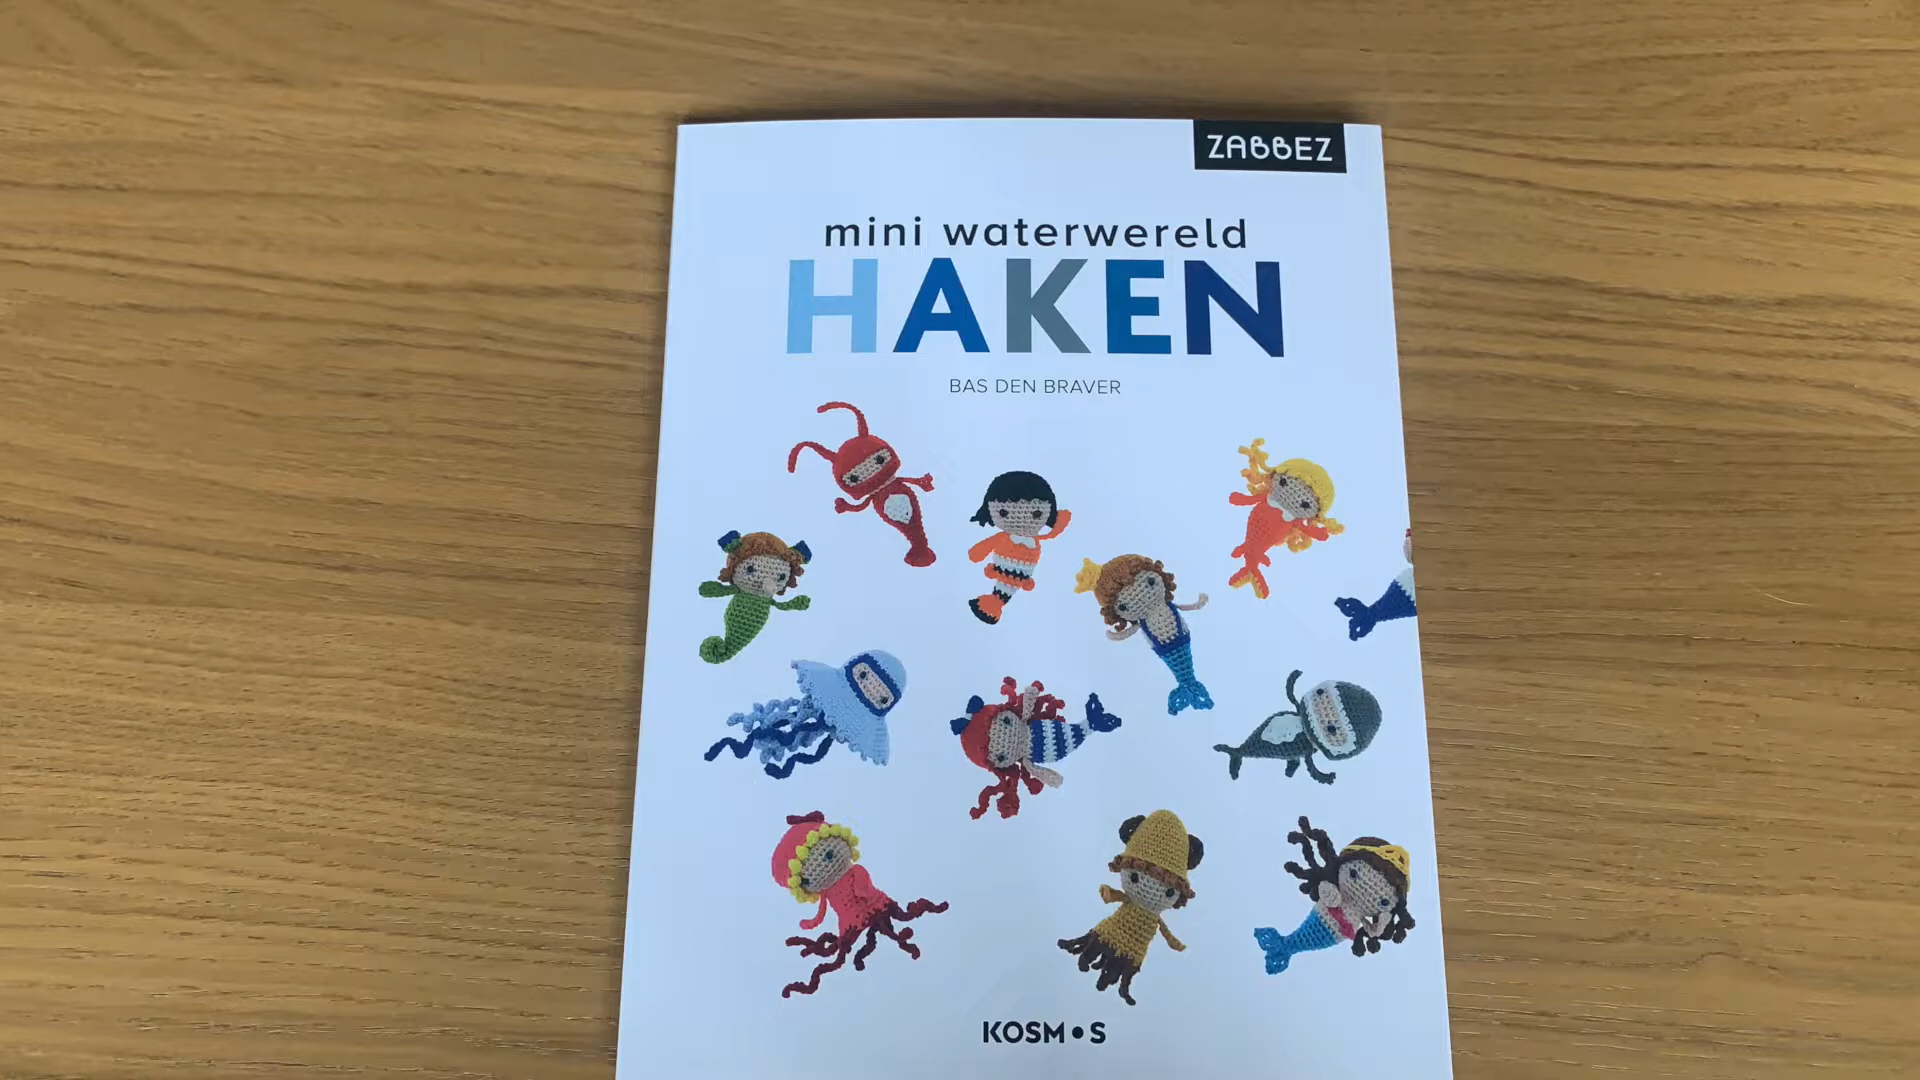 ZABBEZ
mini waterwereld
HAKEN
BAS DEN BRAVER
KOSMOS